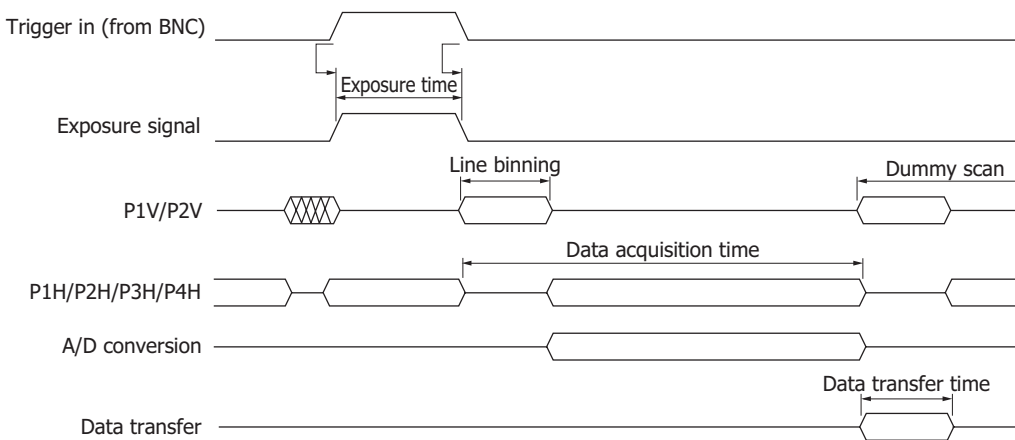 Trigger in (from BNC)
Exposure time
Exposure signal
Line binning
Dummy scan
P1V/P2V
Data acquisition time
P1H/P2H/P3H/P4H
A/D conversion
Data transfer time
Data transfer